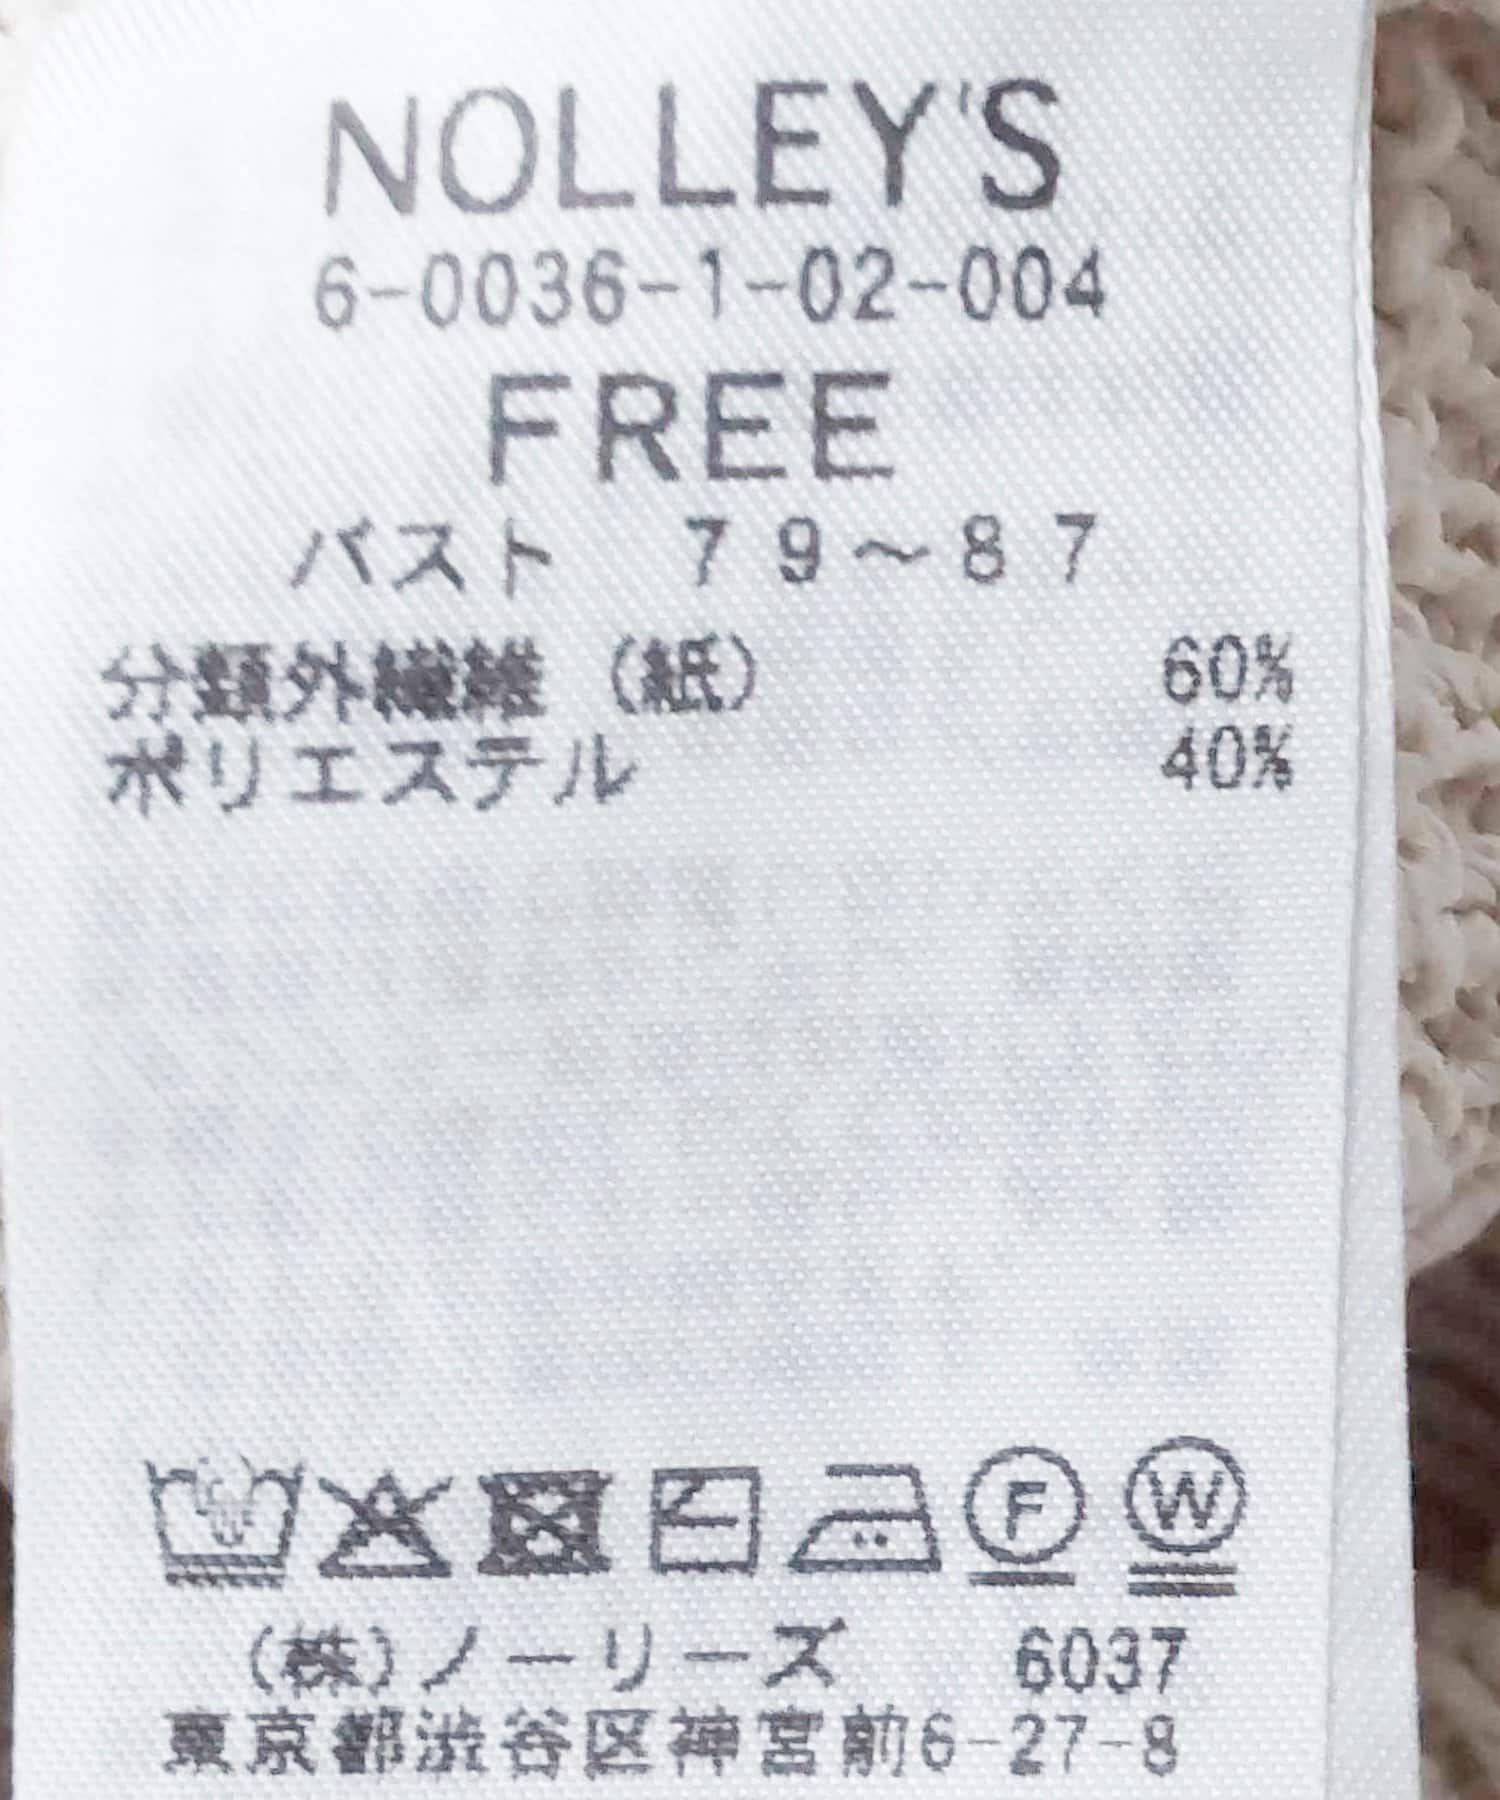 NOLLEY'S
6-0036-1-02-004
FREE
バスト 79～87
分類外繊維（紙） 60%
ポリエステル 40%
F W
（株）ノーリーズ 6037
東京都渋谷区神宮前6-27-8